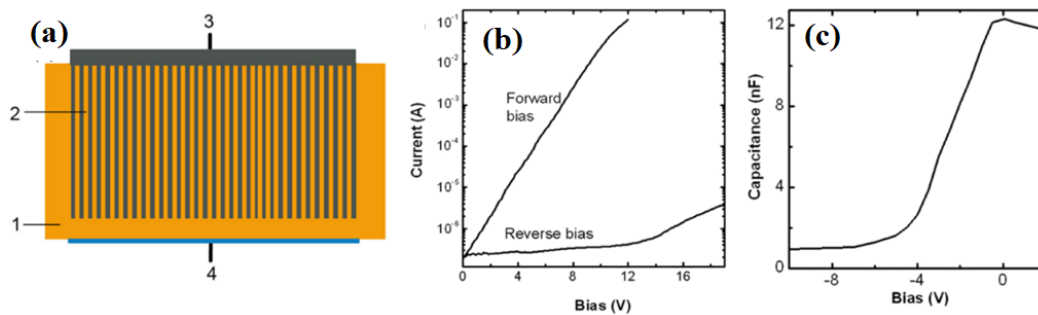 (a)
3
2
1
4
(b)
10⁻¹
10⁻²
10⁻³
10⁻⁴
10⁻⁵
10⁻⁶
Current (A)
Forward
bias
Reverse bias
0 4 8 12 16
Bias (V)
(c)
12
8
4
0
Capacitance (nF)
-8 -4 0
Bias (V)